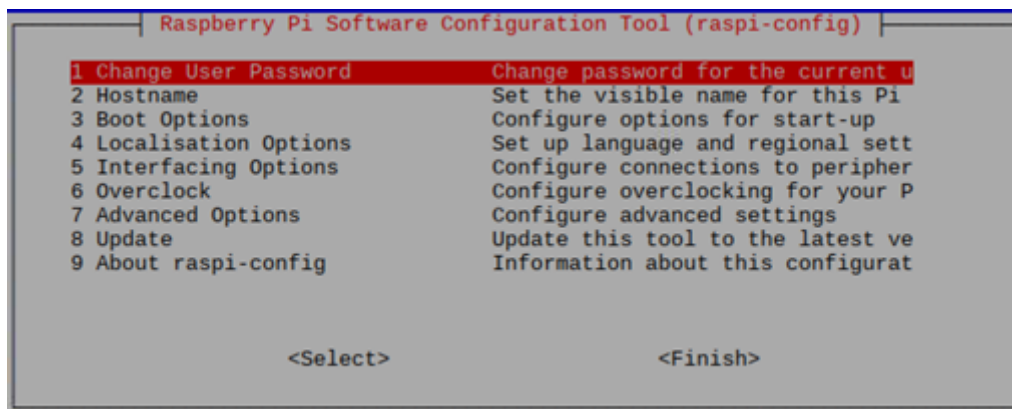 Raspberry Pi Software Configuration Tool (raspi-config)
1 Change User Password Change password for the current u
2 Hostname Set the visible name for this Pi
3 Boot Options Configure options for start-up
4 Localisation Options Set up language and regional sett
5 Interfacing Options Configure connections to peripher
6 Overclock Configure overclocking for your P
7 Advanced Options Configure advanced settings
8 Update Update this tool to the latest ve
9 About raspi-config Information about this configurat
<Select> <Finish>